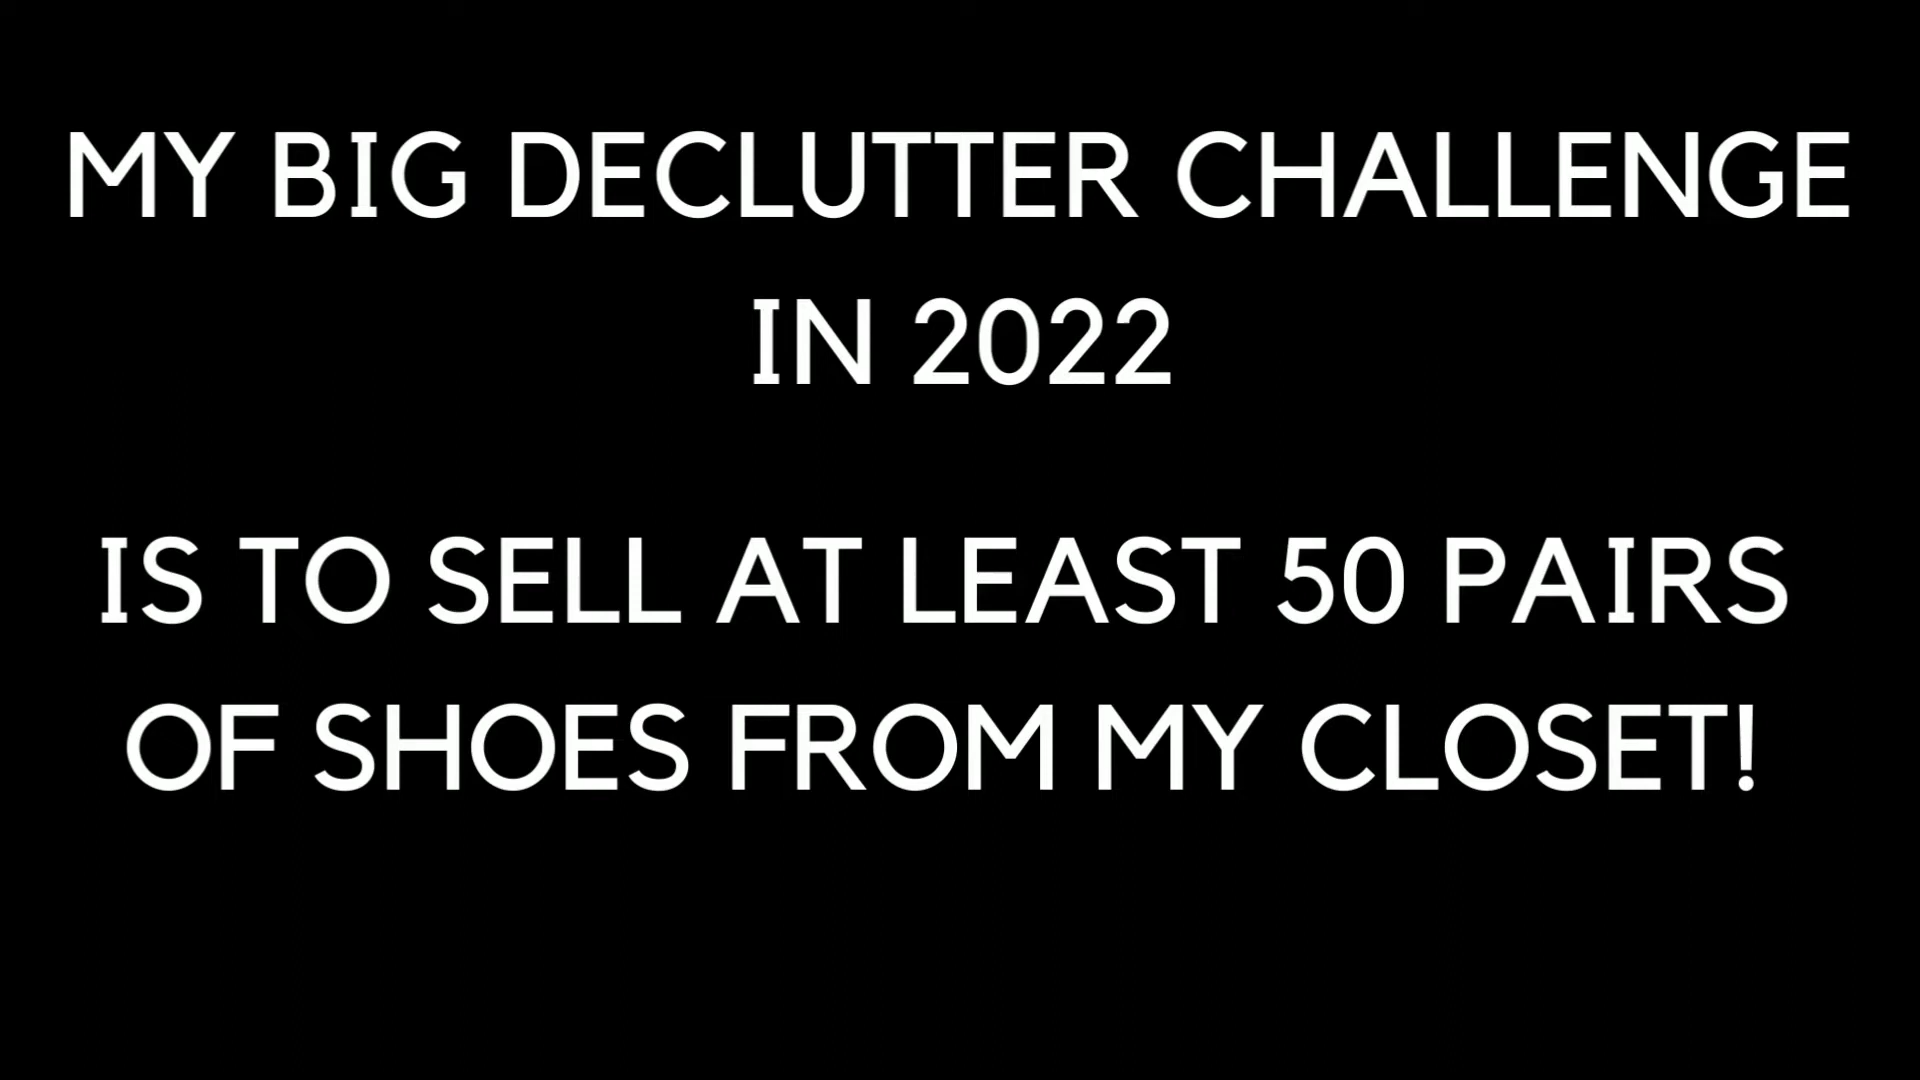 MY BIG DECLUTTER CHALLENGE
IN 2022
IS TO SELL AT LEAST 50 PAIRS
OF SHOES FROM MY CLOSET!